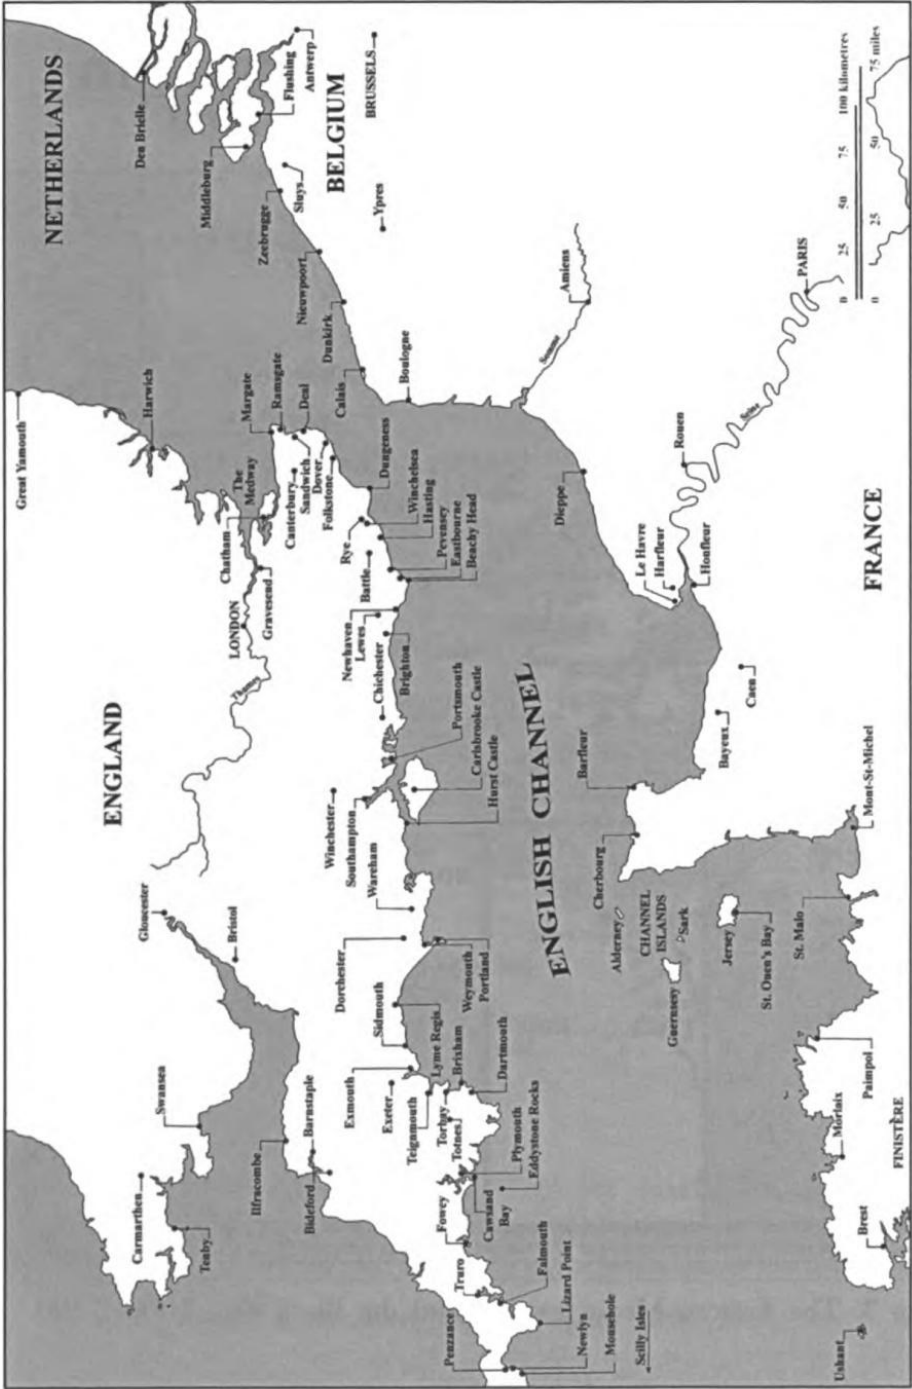 NETHERLANDS
Great Yamouth
ENGLAND
Carmarthen
Swansea
Gloucester
Harwich
Den Brielle
Tenby
Bristol
Thames
LONDON
Chatham
The
Medway
Margate
Ramsgate
Middleburg
Flushing
Antwerp
Ilfracombe
Barnstaple
Bideford
Gravesend
Canterbury
Sandwich
Deal
Dover
Folkstone
Zeebrugge
Sluys
Nieuwpoort
BELGIUM
Dunkirk
Calais
BRUSSELS
Ypres
Boulogne
Exmouth
Exeter
Sidmouth
Dorchester
Winchester
Southampton
Wareham
Chichester
Newhaven
Lewes
Brighton
Battle
Rye
Dungeness
Winchelsea
Hasting
Pevensey
Eastbourne
Beachy Head
Portsmouth
Carlsbrooke Castle
Hurst Castle
Weymouth
Portland
Lyme Regis
Teignmouth
Torbay
Totnes
Brixham
Dartmouth
Plymouth
Eddystone Rocks
Cawsand
Bay
Fowey
Truro
Falmouth
Lizard Point
Penzance
Newlyn
Mousehole
Scilly Isles
ENGLISH CHANNEL
Somme
Amiens
Dieppe
Barfleur
Cherbourg
Alderney
CHANNEL
ISLANDS
Sark
Guernsey
Jersey
St. Ouen's Bay
Le Havre
Harfleur
Honfleur
Rouen
Seine
PARIS
Bayeux
Caen
St. Malo
Mont-St-Michel
Paimpol
Morlaix
FINISTÈRE
Brest
Ushant
FRANCE
0 25 50 75 100 kilometres
0 25 50 75 miles